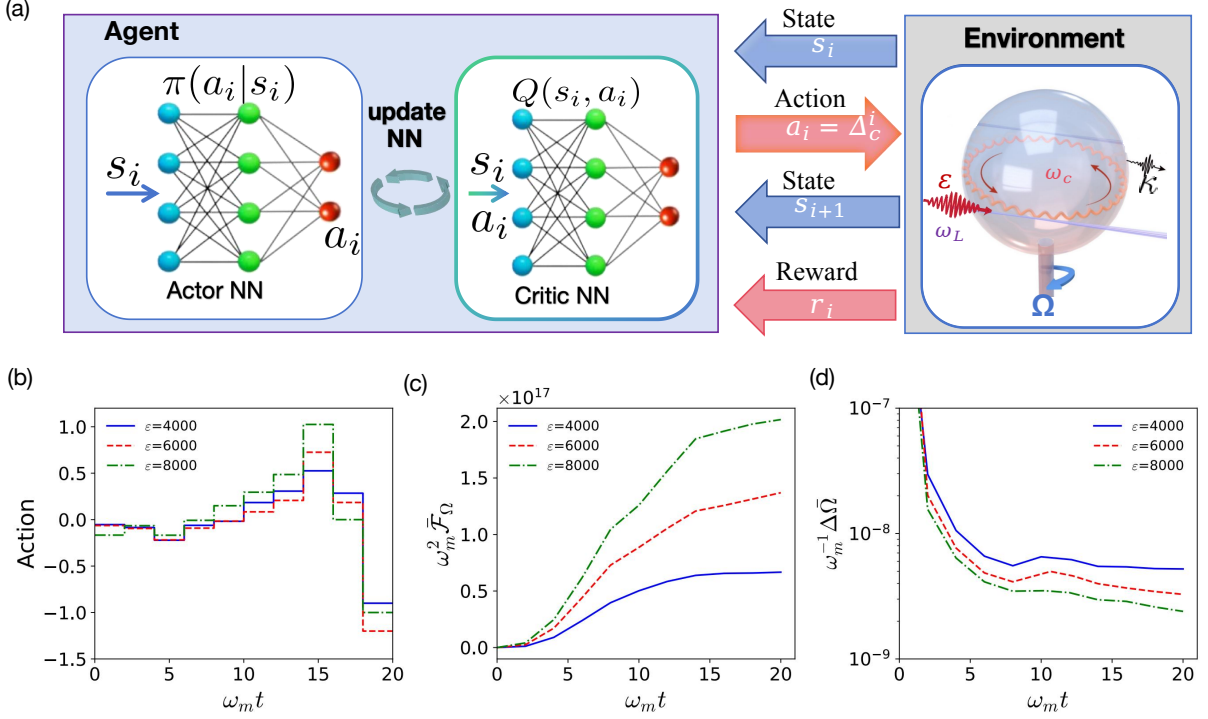 (a)
Agent
π(a_i|s_i)
s_i
a_i
Actor NN
update
NN
Q(s_i, a_i)
s_i
a_i
Critic NN
State
s_i
Action
a_i = Δ_c^i
State
s_{i+1}
Reward
r_i
Environment
ω_c
ε
ω_L
κ
Ω
(b)
ε=4000
ε=6000
ε=8000
1.0
0.5
0.0
−0.5
−1.0
−1.5
Action
0 5 10 15 20
ω_m t
(c)
×10^17
ε=4000
ε=6000
ε=8000
2.0
1.5
1.0
0.5
0.0
ω_m^2 \bar{ℱ}_Ω
0 5 10 15 20
ω_m t
(d)
ε=4000
ε=6000
ε=8000
10^−7
10^−8
10^−9
ω_m^{−1} Δ\bar{Ω}
0 5 10 15 20
ω_m t